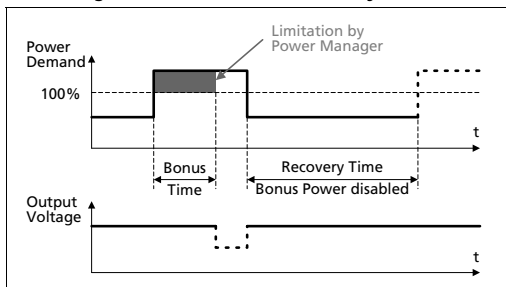 Limitation by
Power Manager
Power
Demand
100%
t
Bonus
Time
Recovery Time
Bonus Power disabled
Output
Voltage
t